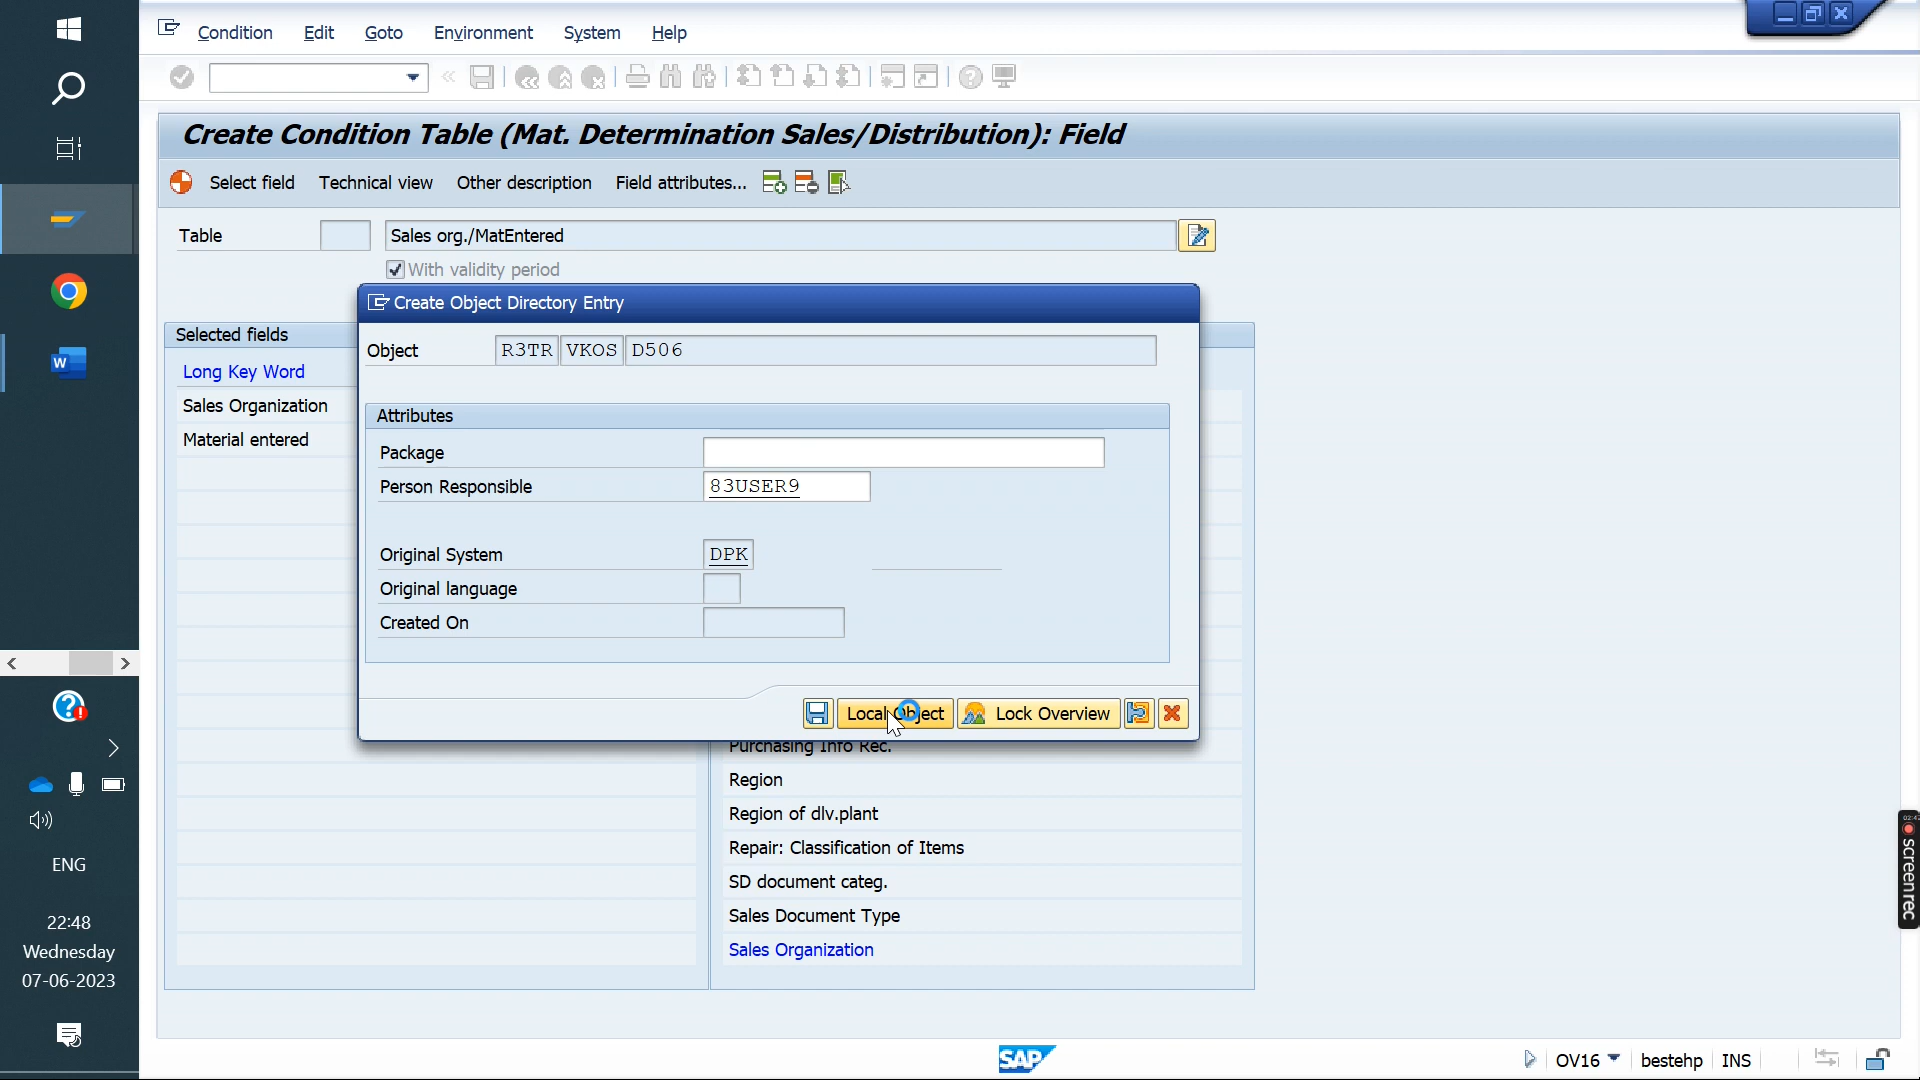 Condition Edit Goto Environment System Help
Create Condition Table (Mat. Determination Sales/Distribution): Field
Select field Technical view Other description Field attributes...
Table Sales org./MatEntered
With validity period
Create Object Directory Entry
Object R3TR VKOS D506
Attributes
Package
Person Responsible 83USER9
Original System DPK
Original language
Created On
Local Object Lock Overview
Selected fields
Long Key Word
Sales Organization
Material entered
Purchasing Info Rec.
Region
Region of dlv.plant
Repair: Classification of Items
SD document categ.
Sales Document Type
Sales Organization
SAP
OV16 bestehp INS
ENG
22:48
Wednesday
07-06-2023
screenrec